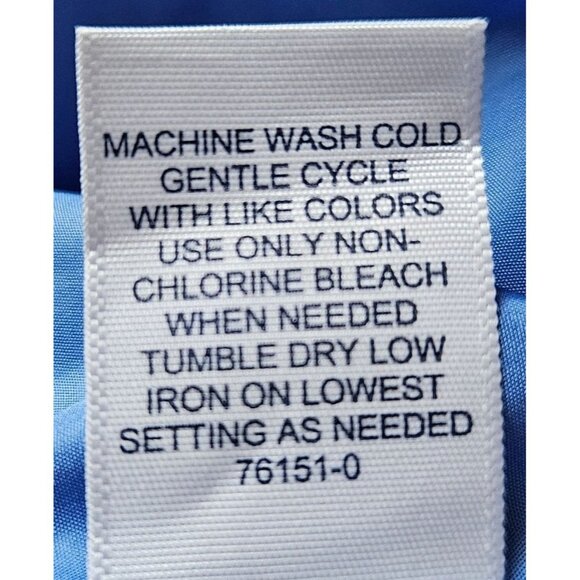 MACHINE WASH COLD
GENTLE CYCLE
WITH LIKE COLORS
USE ONLY NON-
CHLORINE BLEACH
WHEN NEEDED
TUMBLE DRY LOW
IRON ON LOWEST
SETTING AS NEEDED
76151-0